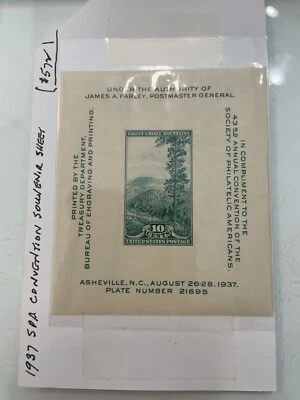 1937 SPA CONVENTION SOUVENIR SHEET
UNDER THE AUTHORITY OF
JAMES A. FARLEY, POSTMASTER GENERAL
PRINTED BY THE
TREASURY DEPARTMENT,
BUREAU OF ENGRAVING AND PRINTING.
GREAT SMOKY MOUNTAINS
10
CENTS
UNITED STATES POSTAGE
IN COMPLIMENT TO THE
43RD ANNUAL CONVENTION OF THE
SOCIETY OF PHILATELIC AMERICANS.
ASHEVILLE, N.C., AUGUST 26-28, 1937.
PLATE NUMBER 21695